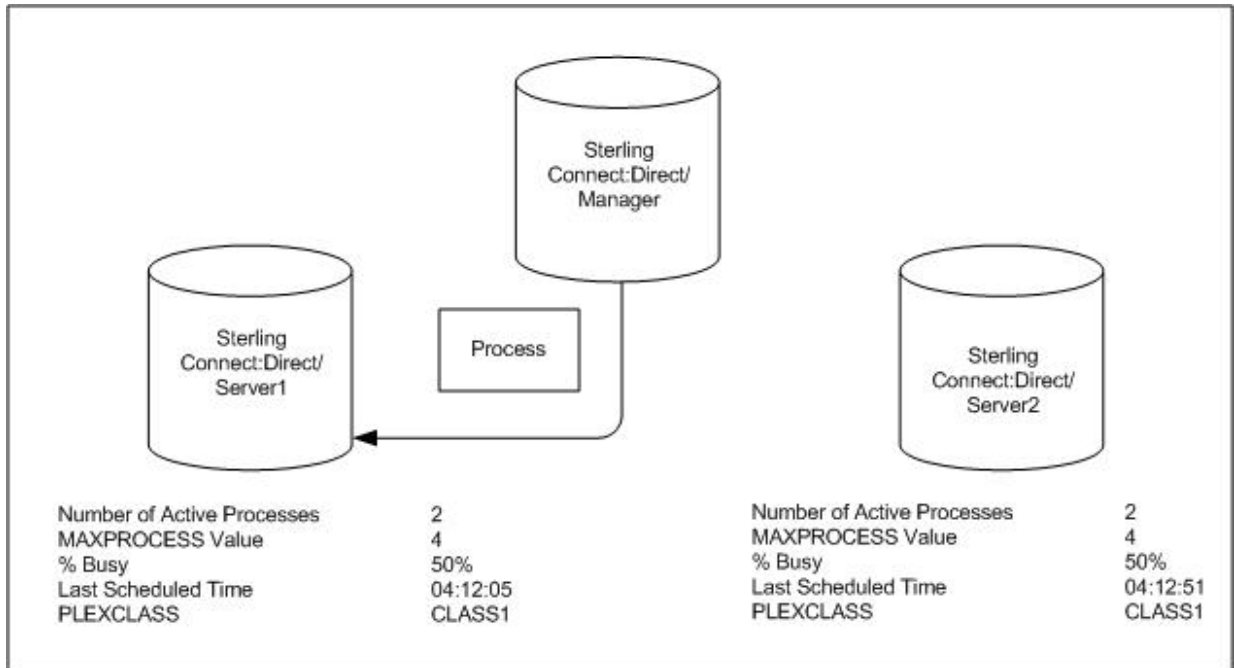 Sterling
Connect:Direct/
Manager
Sterling
Connect:Direct/
Server1
Process
Sterling
Connect:Direct/
Server2
Number of Active Processes 2
MAXPROCESS Value 4
% Busy 50%
Last Scheduled Time 04:12:05
PLEXCLASS CLASS1
Number of Active Processes 2
MAXPROCESS Value 4
% Busy 50%
Last Scheduled Time 04:12:51
PLEXCLASS CLASS1